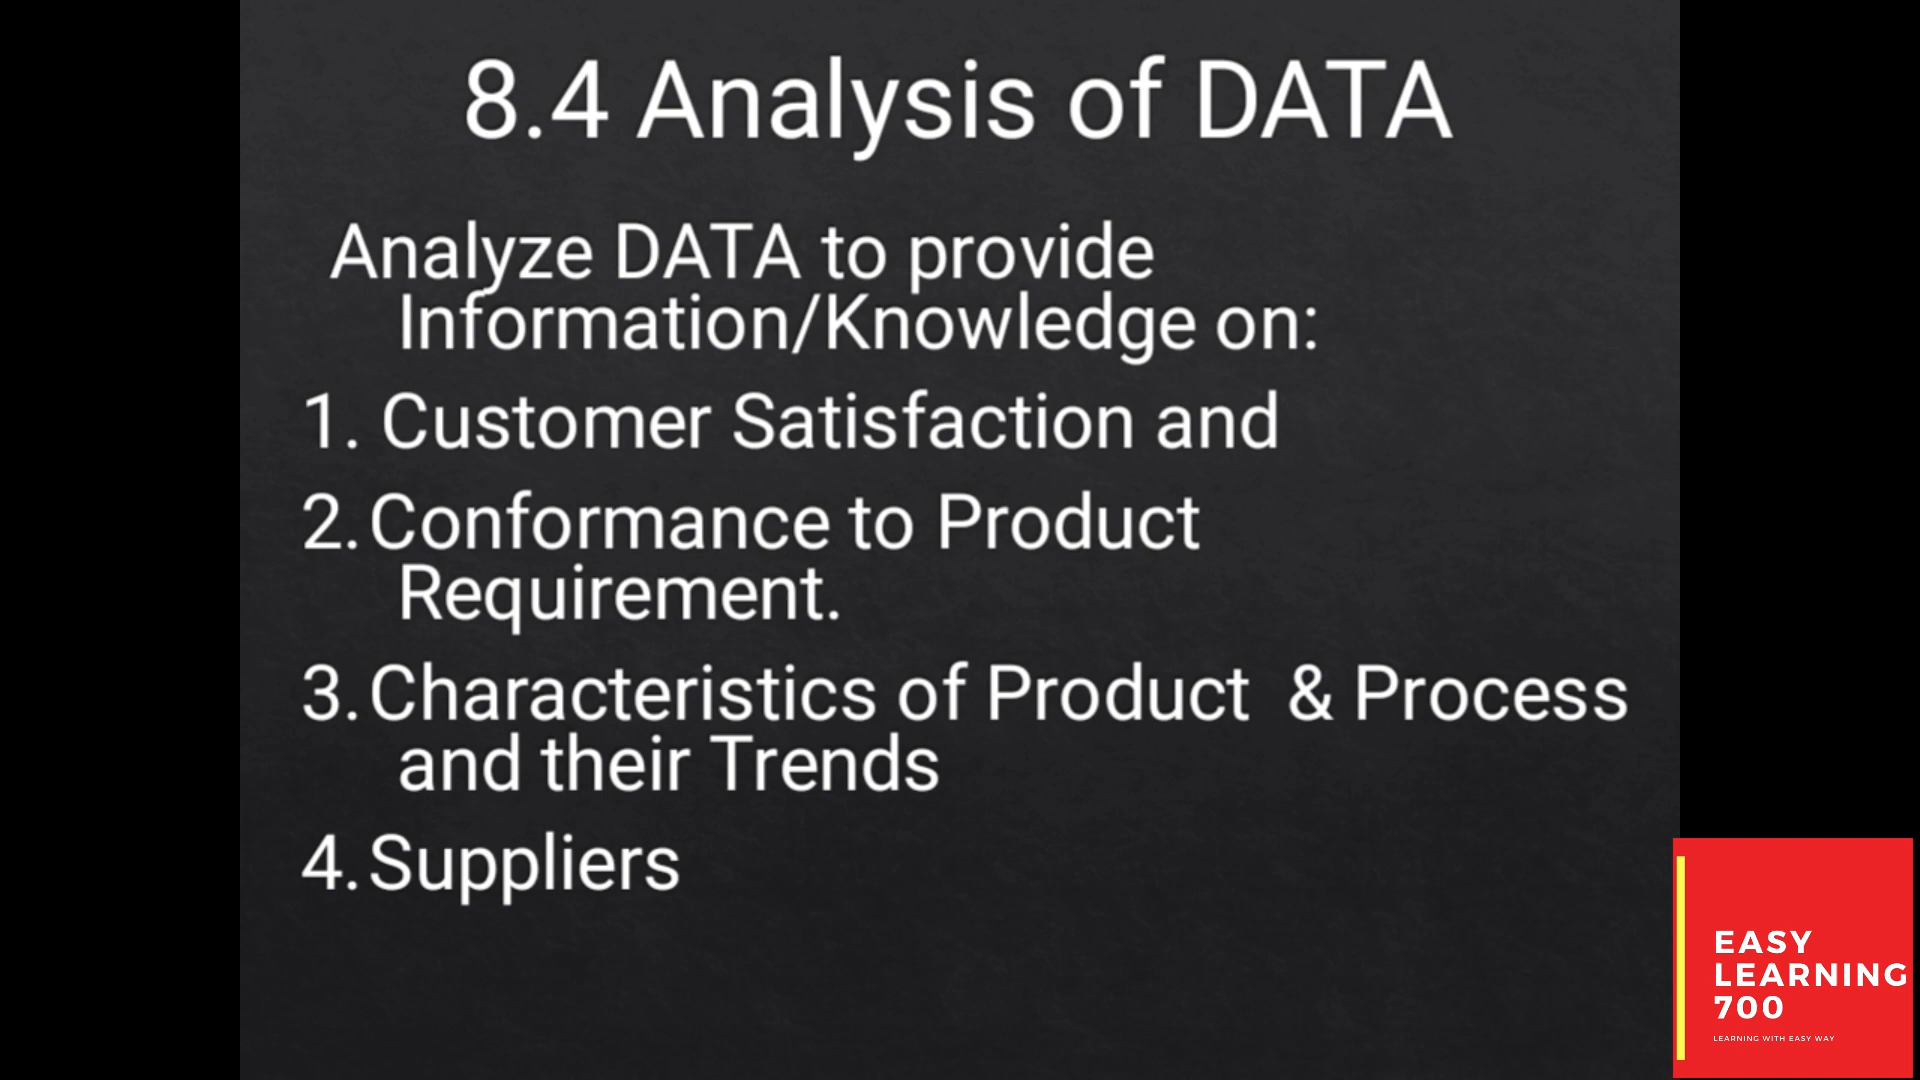 8.4 Analysis of DATA
Analyze DATA to provide
Information/Knowledge on:
1. Customer Satisfaction and
2. Conformance to Product
Requirement.
3. Characteristics of Product & Process
and their Trends
4. Suppliers
EASY
LEARNING
700
LEARNING WITH EASY WAY